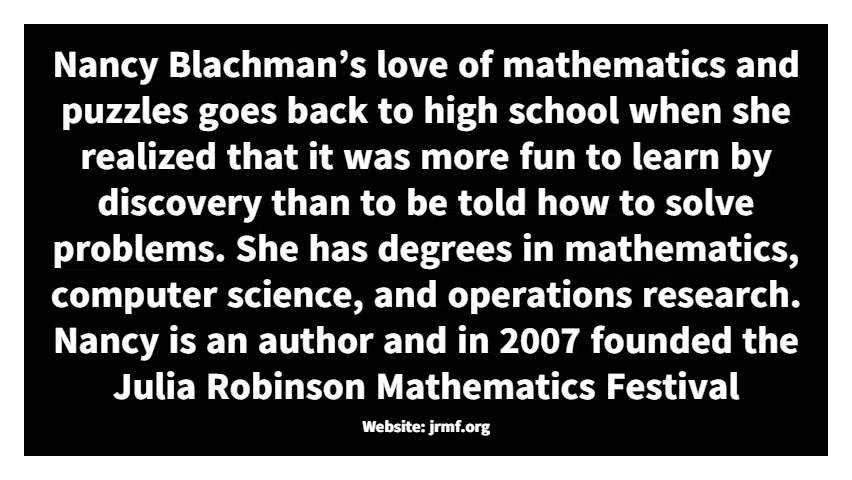 Nancy Blachman’s love of mathematics and
puzzles goes back to high school when she
realized that it was more fun to learn by
discovery than to be told how to solve
problems. She has degrees in mathematics,
computer science, and operations research.
Nancy is an author and in 2007 founded the
Julia Robinson Mathematics Festival
Website: jrmf.org